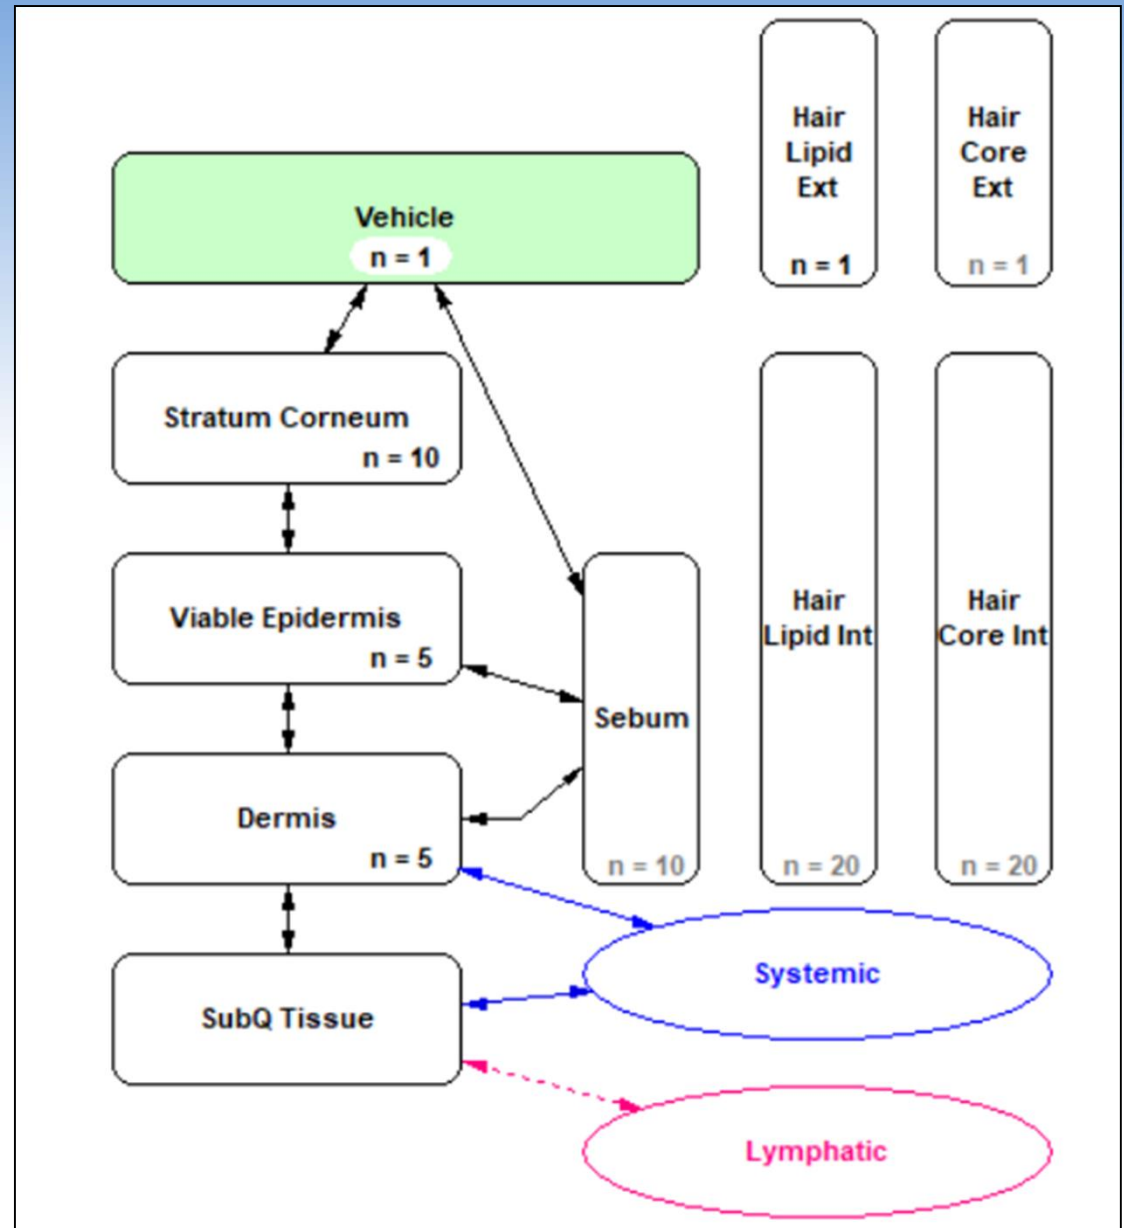 Hair
Lipid
Ext
n = 1
Hair
Core
Ext
n = 1
Vehicle
n = 1
Stratum Corneum
n = 10
Viable Epidermis
n = 5
Sebum
n = 10
Hair
Lipid Int
n = 20
Hair
Core Int
n = 20
Dermis
n = 5
Systemic
SubQ Tissue
Lymphatic